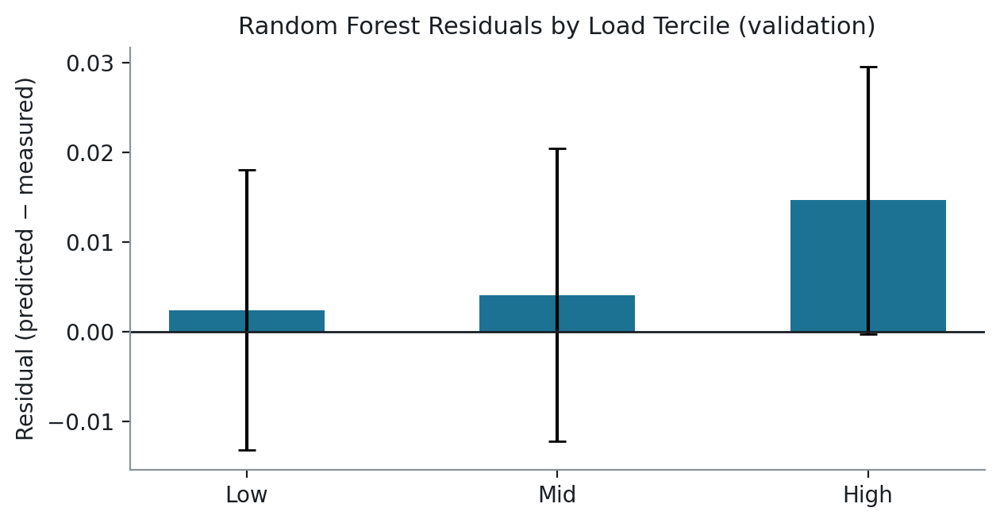 Random Forest Residuals by Load Tercile (validation)
Residual (predicted − measured)
0.03
0.02
0.01
0.00
−0.01
Low Mid High